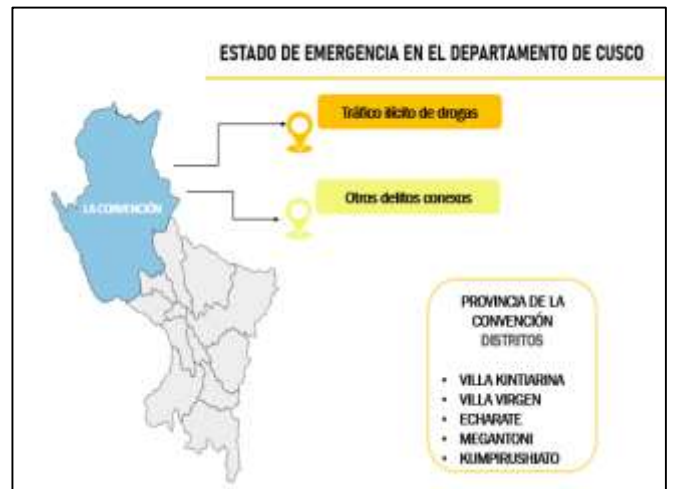 ESTADO DE EMERGENCIA EN EL DEPARTAMENTO DE CUSCO
Tráfico ilícito de drogas
LA CONVENCIÓN
Otros delitos conexos
PROVINCIA DE LA
CONVENCIÓN
DISTRITOS
• VILLA KINTIARINA
• VILLA VIRGEN
• ECHARATE
• MEGANTONI
• KUMPIRUSHIATO